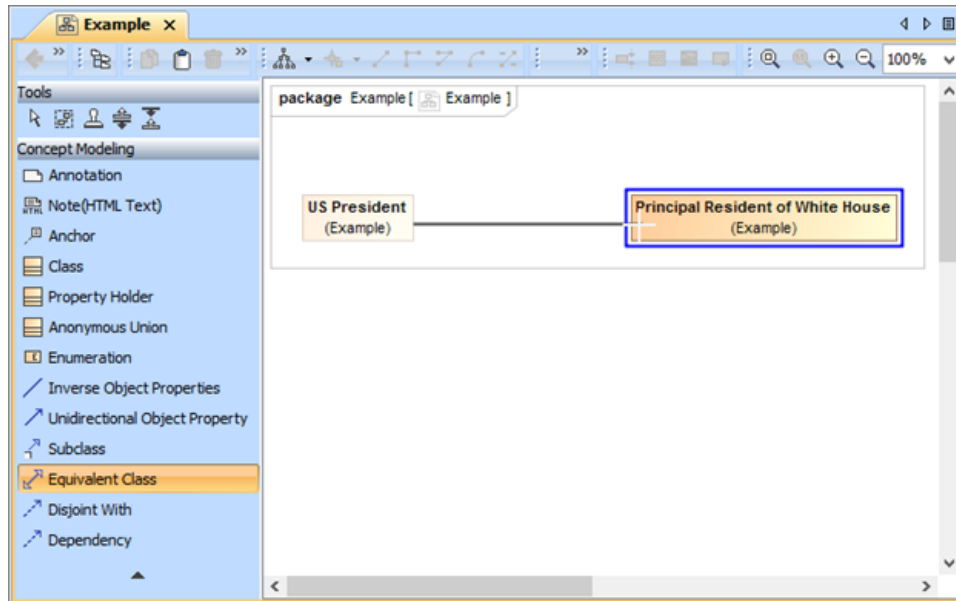 Example
100%
Tools
Concept Modeling
Annotation
Note(HTML Text)
Anchor
Class
Property Holder
Anonymous Union
Enumeration
Inverse Object Properties
Unidirectional Object Property
Subclass
Equivalent Class
Disjoint With
Dependency
package Example [ Example ]
US President
(Example)
Principal Resident of White House
(Example)